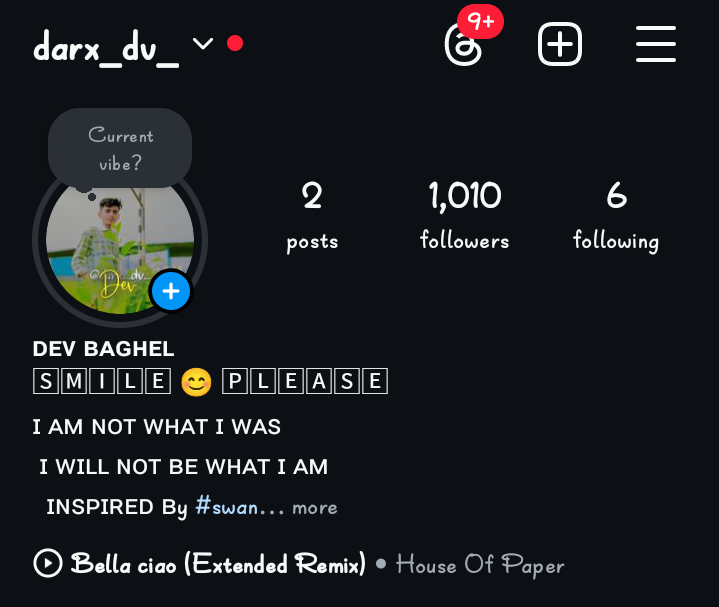 darx_dv_
9+
Current
vibe?
2
posts
1,010
followers
6
following
Dev
dv_
DEV BAGHEL
🅂🄼🄸🄻🄴 😊 🄿🄻🄴🄰🅂🄴
I AM NOT WHAT I WAS
I WILL NOT BE WHAT I AM
INSPIRED By #swan... more
Bella ciao (Extended Remix) • House Of Paper